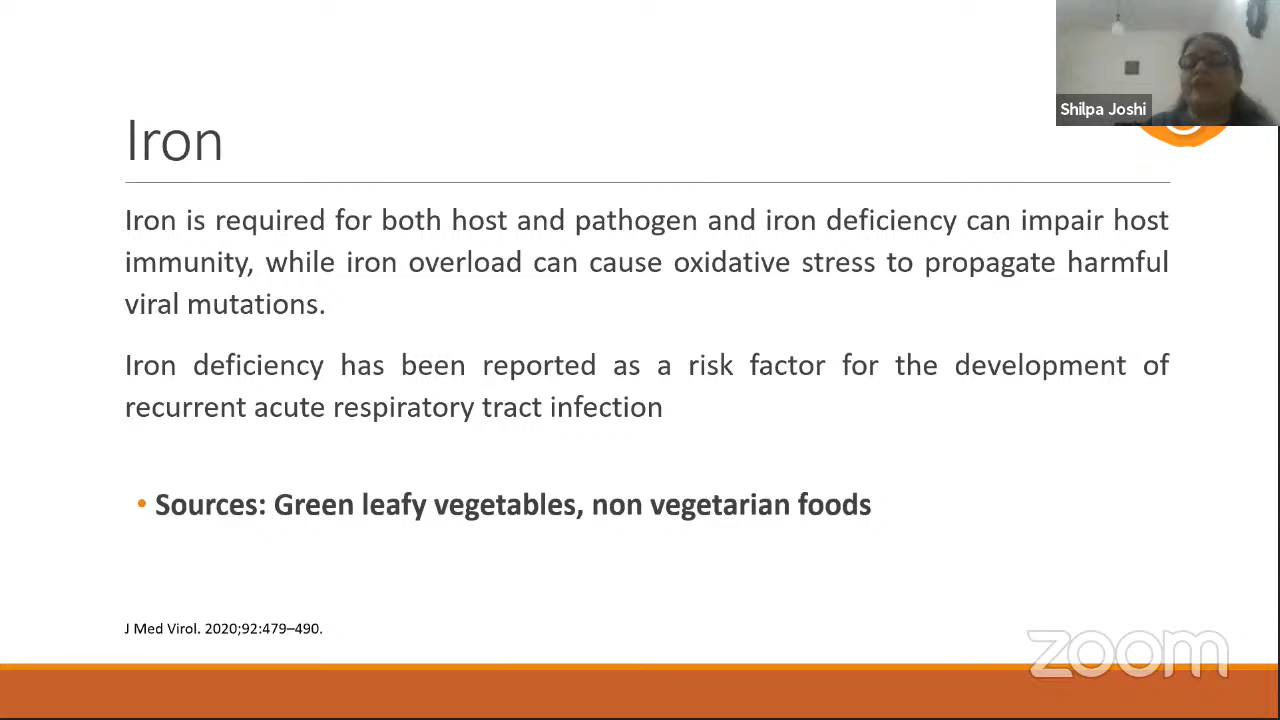 Shilpa Joshi
Iron
Iron is required for both host and pathogen and iron deficiency can impair host
immunity, while iron overload can cause oxidative stress to propagate harmful
viral mutations.
Iron deficiency has been reported as a risk factor for the development of
recurrent acute respiratory tract infection
• Sources: Green leafy vegetables, non vegetarian foods
J Med Virol. 2020;92:479–490.
zoom